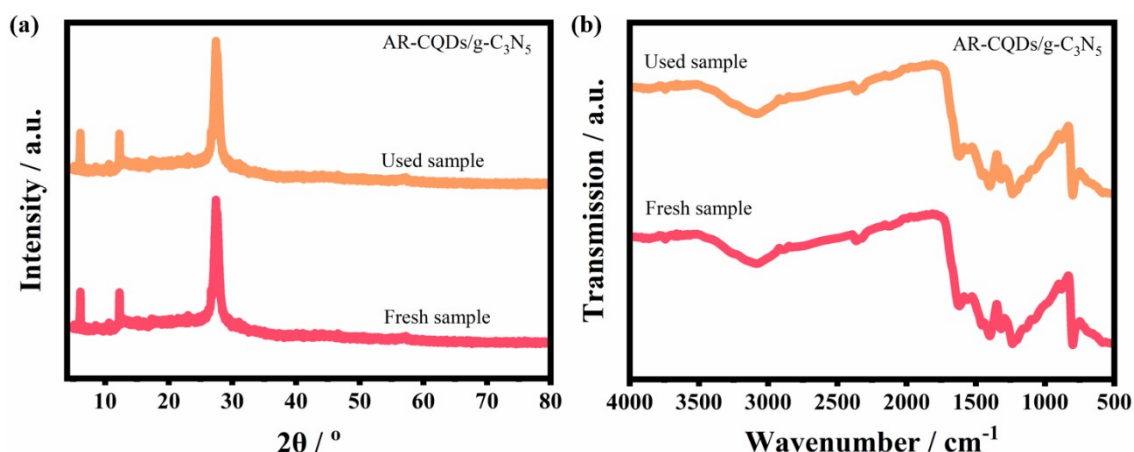 (a)
AR-CQDs/g-C₃N₅
Used sample
Fresh sample
Intensity / a.u.
10 20 30 40 50 60 70 80
2θ / °
(b)
AR-CQDs/g-C₃N₅
Used sample
Fresh sample
Transmission / a.u.
4000 3500 3000 2500 2000 1500 1000 500
Wavenumber / cm⁻¹